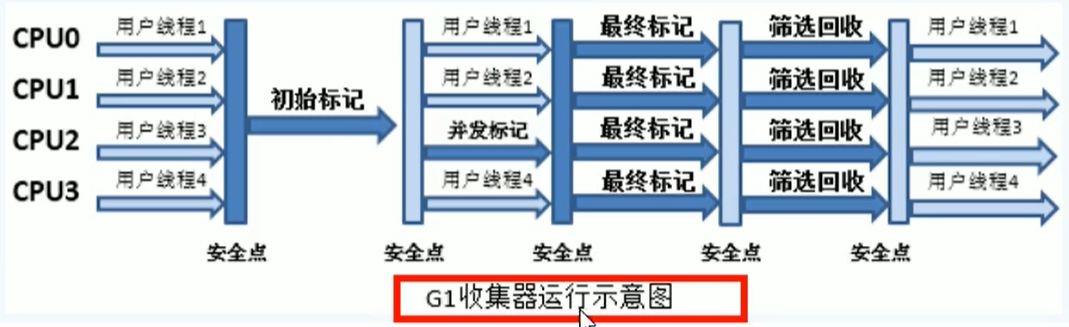 CPU0 用户线程1 用户线程1 最终标记 筛选回收 用户线程1
CPU1 用户线程2 初始标记 用户线程2 最终标记 筛选回收 用户线程2
CPU2 用户线程3 并发标记 最终标记 筛选回收 用户线程3
CPU3 用户线程4 用户线程4 最终标记 筛选回收 用户线程4
安全点 安全点 安全点 安全点 安全点
G1收集器运行示意图